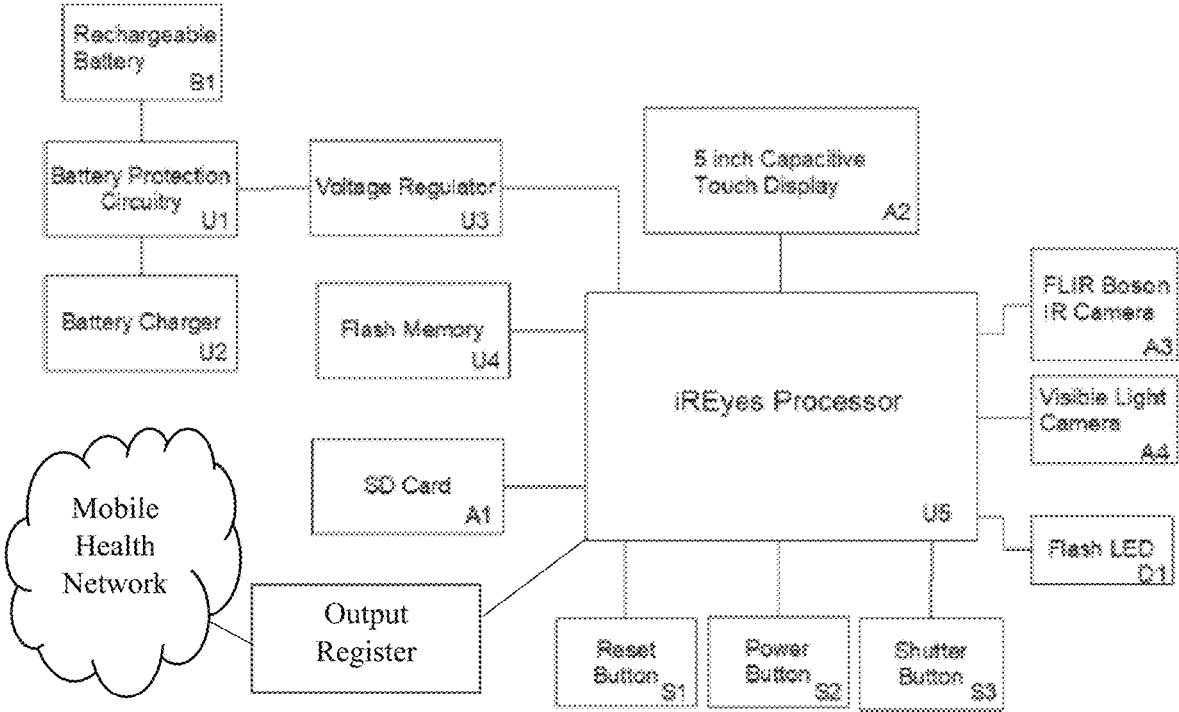 Rechargeable
Battery
B1
Battery Protection
Circuitry
U1
Voltage Regulator
U3
5 inch Capacitive
Touch Display
A2
Battery Charger
U2
Flash Memory
U4
FLIR Boson
IR Camera
A3
iREyes Processor
U5
Visible Light
Camera
A4
SD Card
A1
Flash LED
D1
Mobile
Health
Network
Output
Register
Reset
Button
S1
Power
Button
S2
Shutter
Button
S3